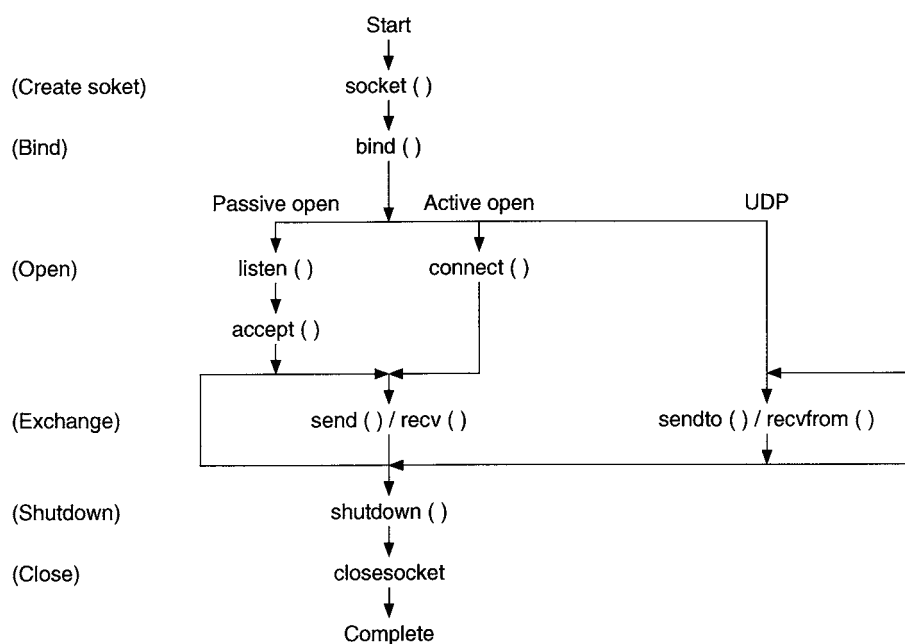 Start
(Create soket) socket ( )
(Bind) bind ( )
Passive open Active open UDP
(Open) listen ( ) connect ( )
accept ( )
(Exchange) send ( ) / recv ( ) sendto ( ) / recvfrom ( )
(Shutdown) shutdown ( )
(Close) closesocket
Complete